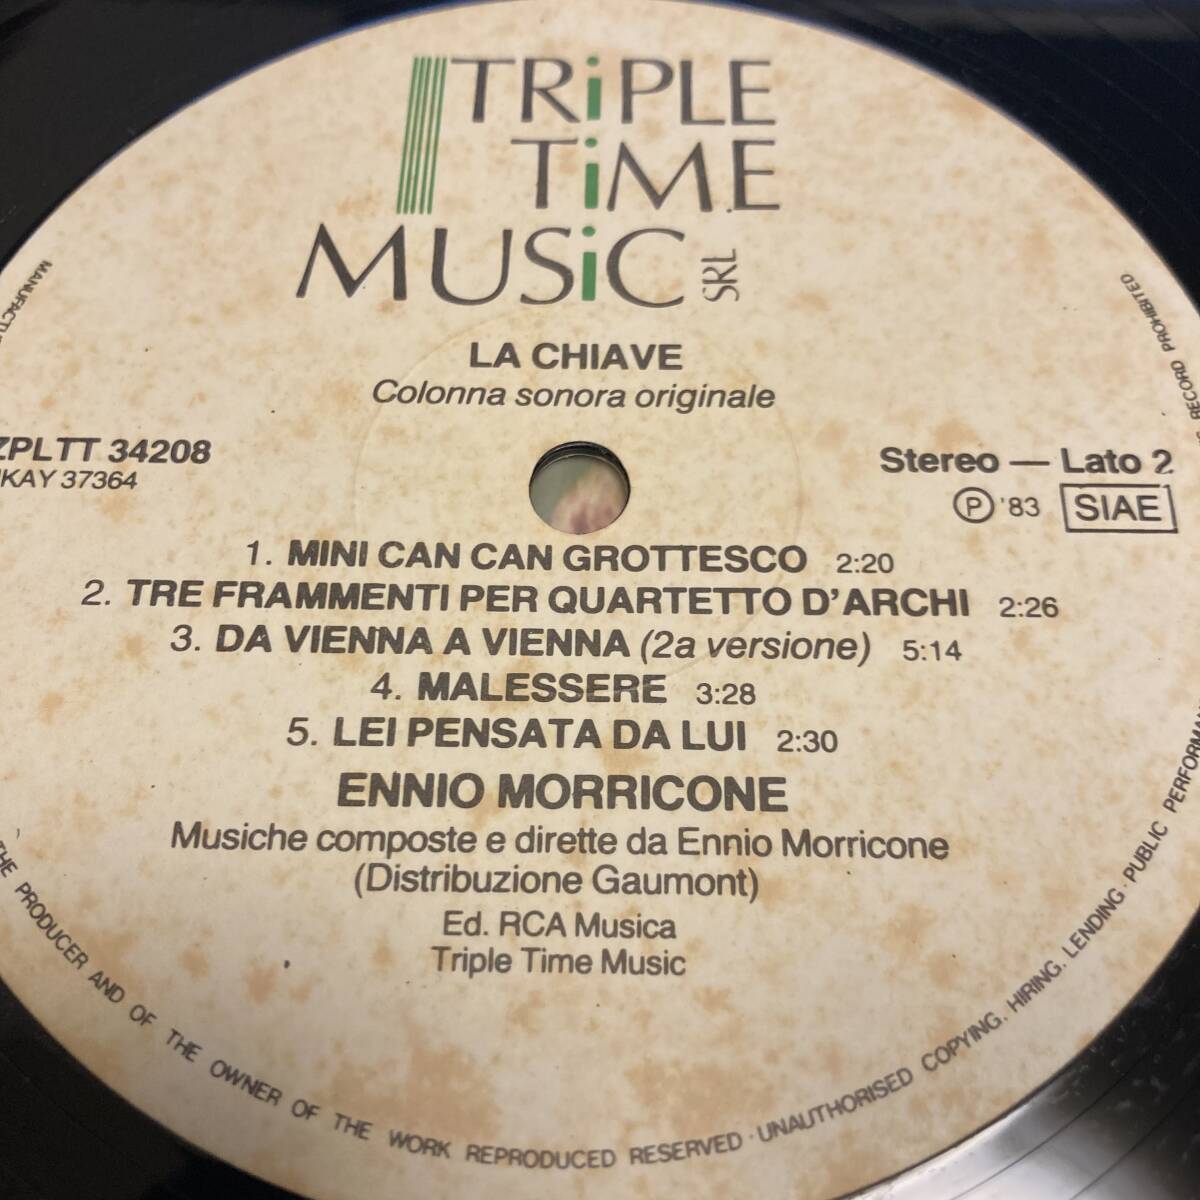 TRiPLE
TiME
MUSiC SRL
LA CHIAVE
Colonna sonora originale
ZPLTT 34208
KAY 37364
Stereo — Lato 2
Ⓟ '83 SIAE
1. MINI CAN CAN GROTTESCO 2:20
2. TRE FRAMMENTI PER QUARTETTO D'ARCHI 2:26
3. DA VIENNA A VIENNA (2a versione) 5:14
4. MALESSERE 3:28
5. LEI PENSATA DA LUI 2:30
ENNIO MORRICONE
Musiche composte e dirette da Ennio Morricone
(Distribuzione Gaumont)
Ed. RCA Musica
Triple Time Music
THE PRODUCER AND OF THE OWNER OF THE WORK REPRODUCED RESERVED · UNAUTHORISED COPYING, HIRING, LENDING, PUBLIC
RECORD PROHIBITED